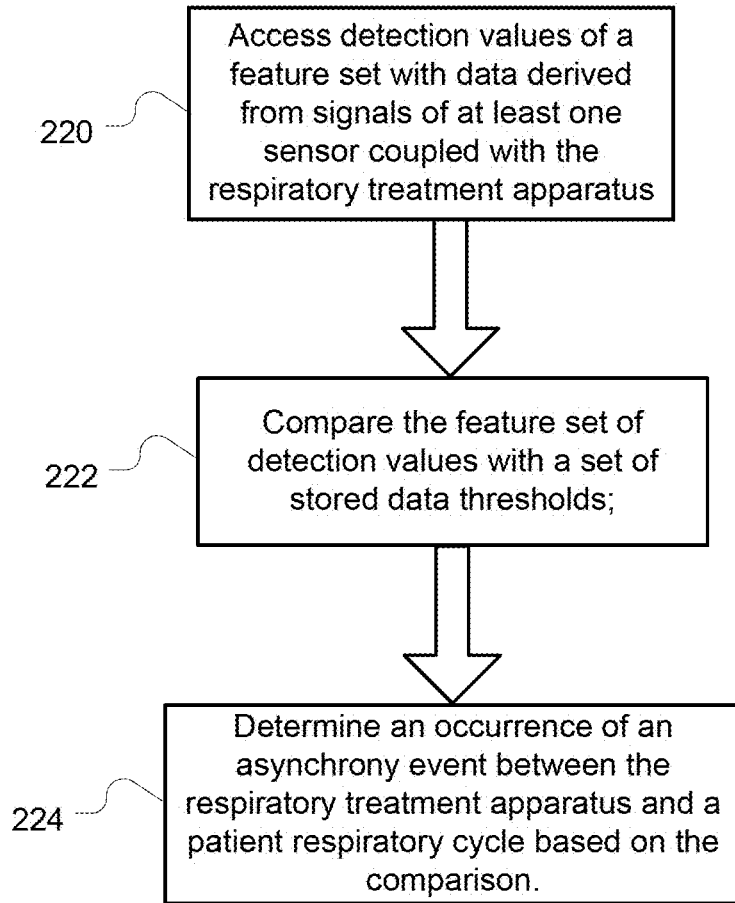 Access detection values of a
feature set with data derived
from signals of at least one
sensor coupled with the
respiratory treatment apparatus
220
Compare the feature set of
detection values with a set of
stored data thresholds;
222
Determine an occurrence of an
asynchrony event between the
respiratory treatment apparatus and a
patient respiratory cycle based on the
comparison.
224